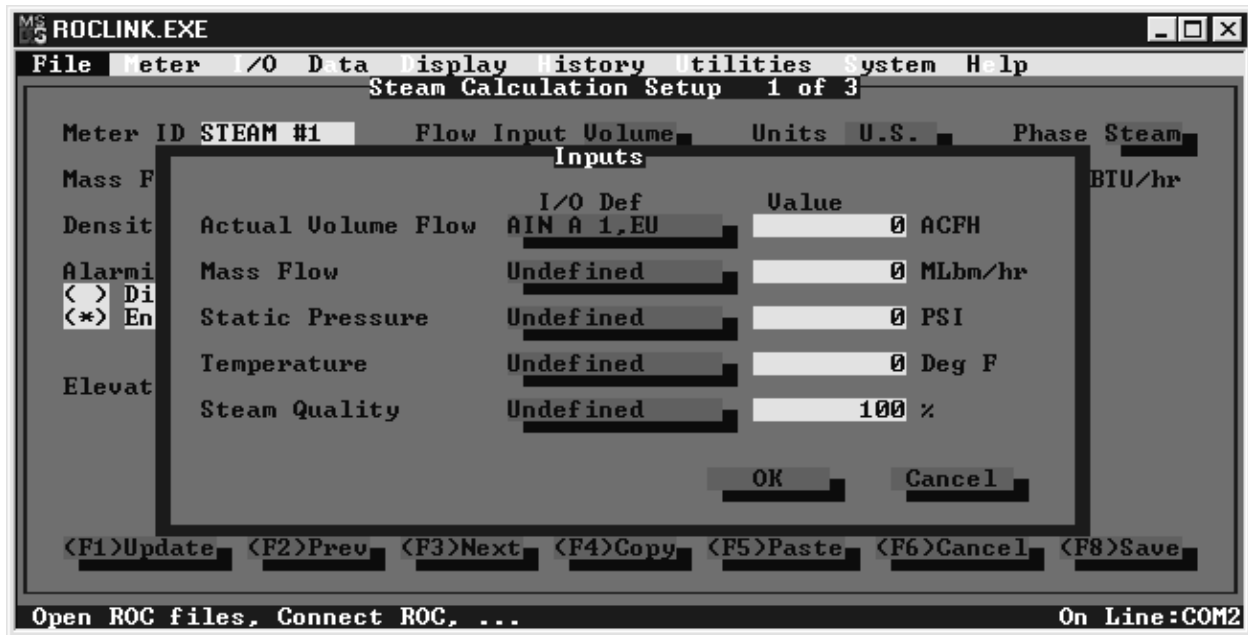 ROCLINK.EXE
File Meter I/O Data Display History Utilities System Help
Steam Calculation Setup 1 of 3
Meter ID STEAM #1 Flow Input Volume Units U.S. Phase Steam
Inputs
Mass F BTU/hr
I/O Def Value
Densit Actual Volume Flow AIN A 1,EU 0 ACFH
Alarmi Mass Flow Undefined 0 MLbm/hr
( ) Di
(*) En Static Pressure Undefined 0 PSI
Temperature Undefined 0 Deg F
Elevat
Steam Quality Undefined 100 %
OK Cancel
(F1)Update (F2)Prev (F3)Next (F4)Copy (F5)Paste (F6)Cancel (F8)Save
Open ROC files, Connect ROC, ... On Line:COM2